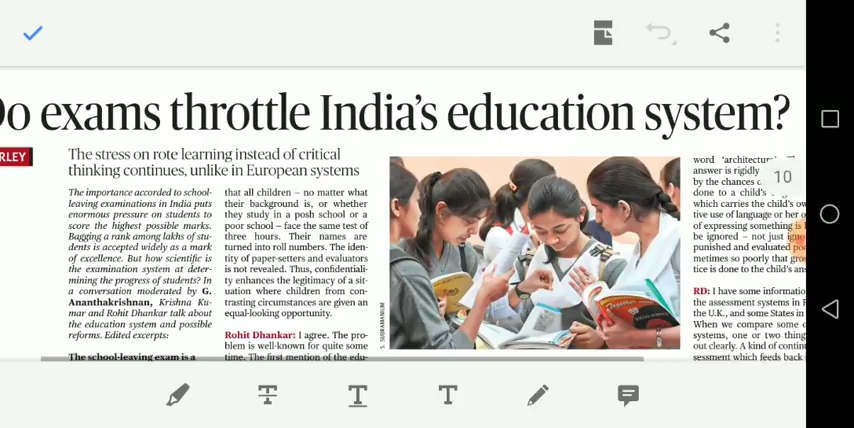 Do exams throttle India's education system?
RLEY
The stress on rote learning instead of critical
thinking continues, unlike in European systems
The importance accorded to school-
leaving examinations in India puts
enormous pressure on students to
score the highest possible marks.
Bagging a rank among lakhs of stu-
dents is accepted widely as a mark
of excellence. But how scientific is
the examination system at deter-
mining the progress of students? In
a conversation moderated by G.
Ananthakrishnan, Krishna Ku-
mar and Rohit Dhankar talk about
the education system and possible
reforms. Edited excerpts:
The school-leaving exam is a
that all children – no matter what
their background is, or whether
they study in a posh school or a
poor school – face the same test of
three hours. Their names are
turned into roll numbers. The iden-
tity of paper-setters and evaluators
is not revealed. Thus, confidentiali-
ty enhances the legitimacy of a sit-
uation where children from con-
trasting circumstances are given an
equal-looking opportunity.
Rohit Dhankar: I agree. The pro-
blem is well-known for quite some
time. The first mention of the edu-
S. SUBRAMANIUM
Together
word 'architectur
answer is rigidly
by the chances
done to a child's
which carries the child's ow
tive use of language or her o
of expressing something is
be ignored – not just igno
punished and evaluated po
metimes so poorly that gro
tice is done to the child's ans
10
RD: I have some informatio
the assessment systems in F
the U.K., and some States in
When we compare some o
systems, one or two thing
out clearly. A kind of contin
sessment which feeds back
T
T
T